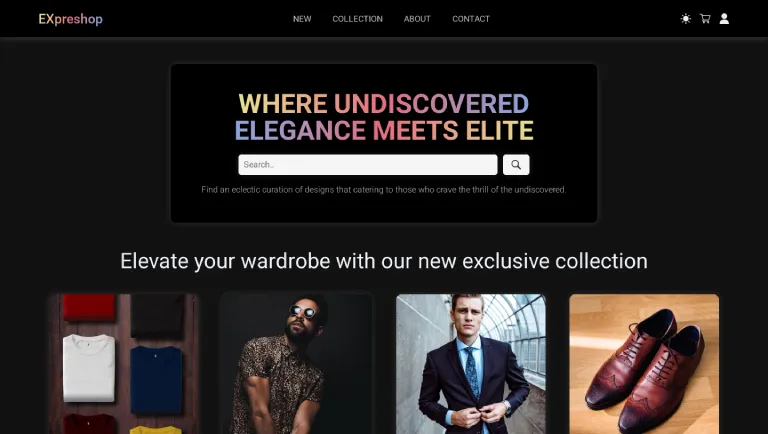 EXpreshop
NEW COLLECTION ABOUT CONTACT
WHERE UNDISCOVERED
ELEGANCE MEETS ELITE
Search..
Find an eclectic curation of designs that catering to those who crave the thrill of the undiscovered.
Elevate your wardrobe with our new exclusive collection